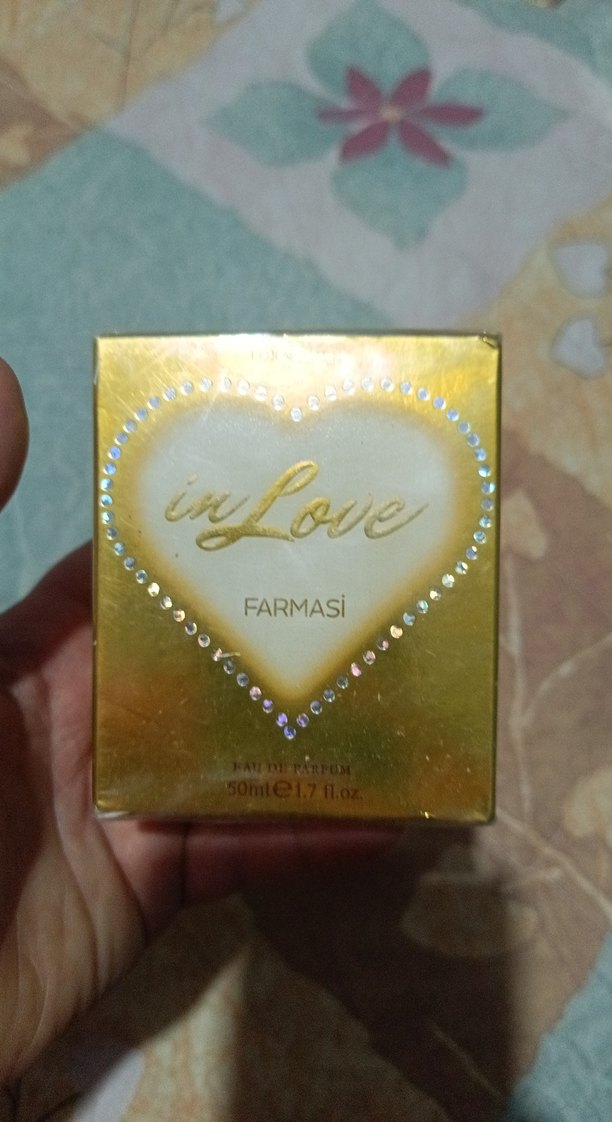 in Love
FARMASİ
EAU DE PARFUM
50ml ℮ 1.7 fl.oz.